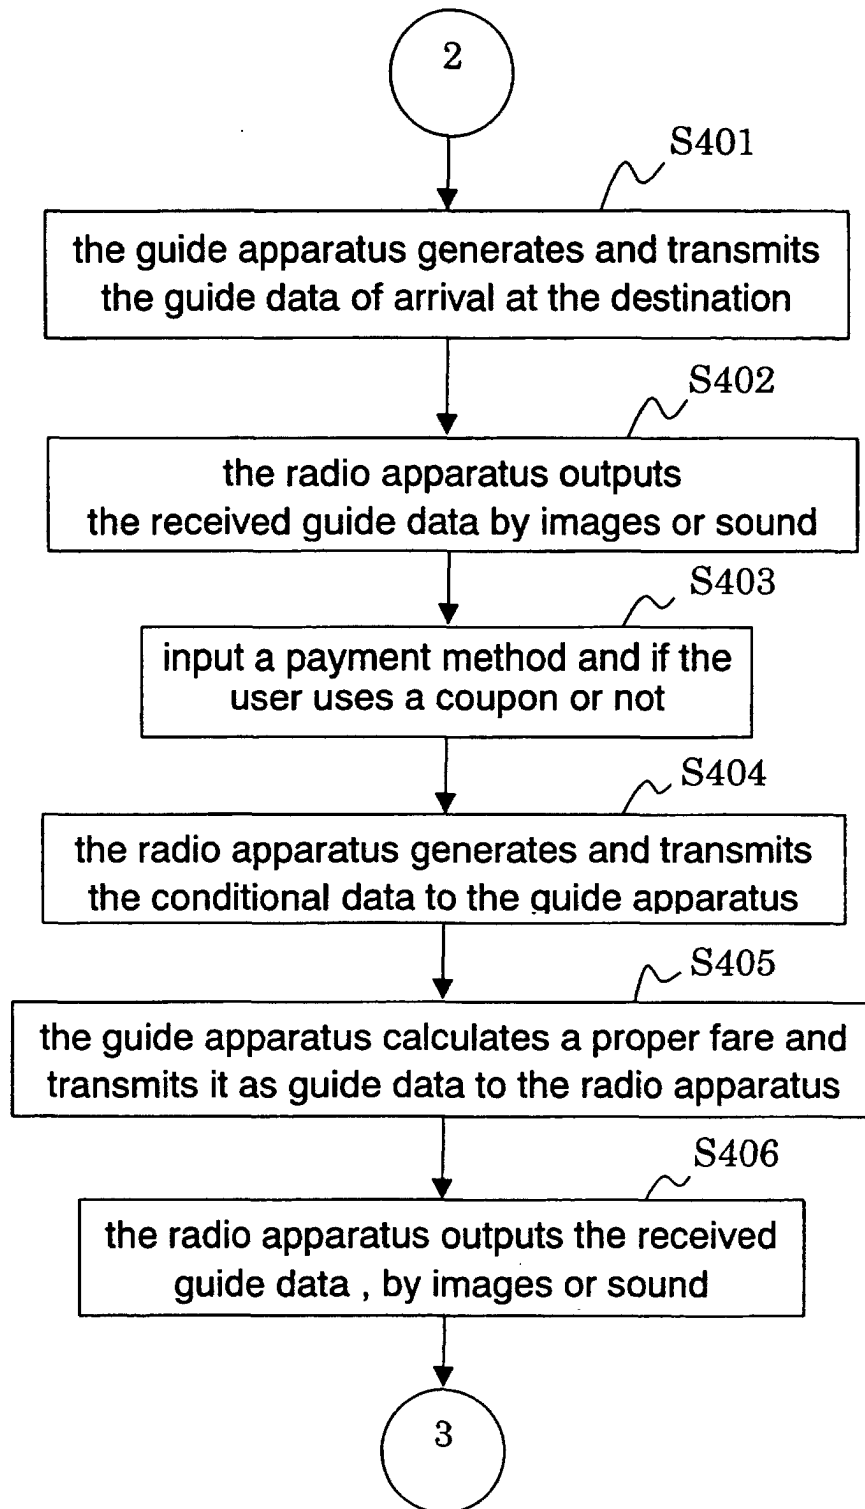 2
S401
the guide apparatus generates and transmits
the guide data of arrival at the destination
S402
the radio apparatus outputs
the received guide data by images or sound
S403
input a payment method and if the
user uses a coupon or not
S404
the radio apparatus generates and transmits
the conditional data to the guide apparatus
S405
the guide apparatus calculates a proper fare and
transmits it as guide data to the radio apparatus
S406
the radio apparatus outputs the received
guide data , by images or sound
3